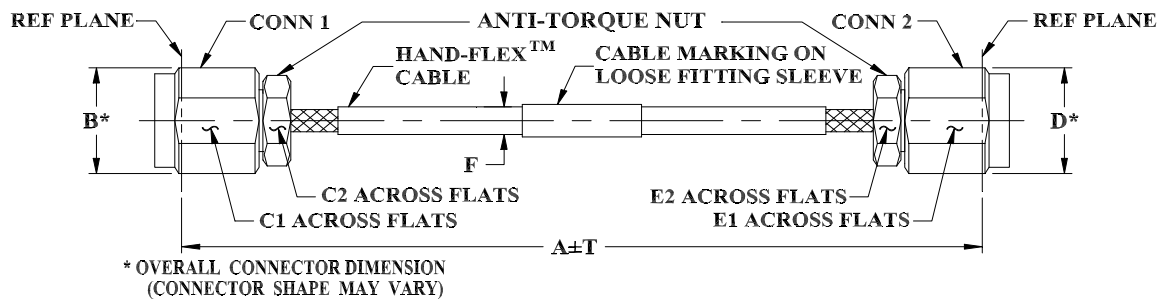 REF PLANE
CONN 1
ANTI-TORQUE NUT
CONN 2
REF PLANE
HAND-FLEX™
CABLE
CABLE MARKING ON
LOOSE FITTING SLEEVE
B*
D*
F
C2 ACROSS FLATS
C1 ACROSS FLATS
E2 ACROSS FLATS
E1 ACROSS FLATS
A±T
* OVERALL CONNECTOR DIMENSION
(CONNECTOR SHAPE MAY VARY)